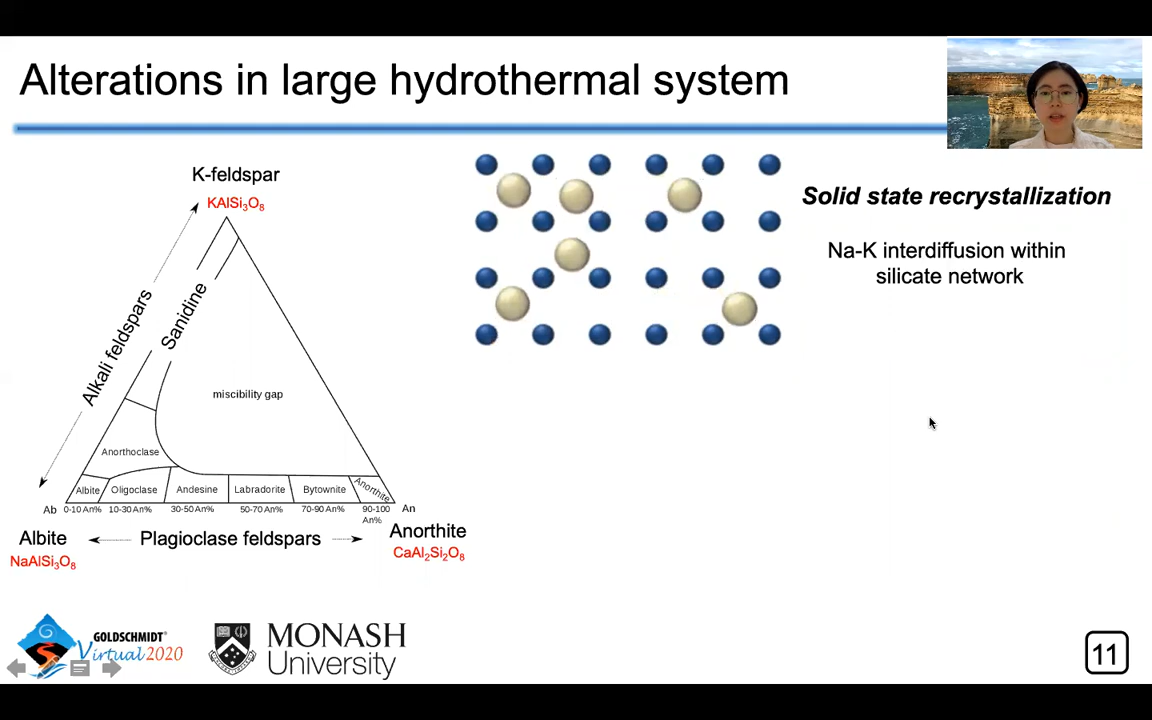 Alterations in large hydrothermal system
K-feldspar
KAlSi₃O₈
Alkali feldspars
Sanidine
miscibility gap
Anorthoclase
Albite
Oligoclase
Andesine
Labradorite
Bytownite
Anorthite
Ab
0-10 An%
10-30 An%
30-50 An%
50-70 An%
70-90 An%
90-100
An%
An
Albite
NaAlSi₃O₈
Plagioclase feldspars
Anorthite
CaAl₂Si₂O₈
Solid state recrystallization
Na-K interdiffusion within
silicate network
GOLDSCHMIDT®
Virtual 2020
MONASH
University
11